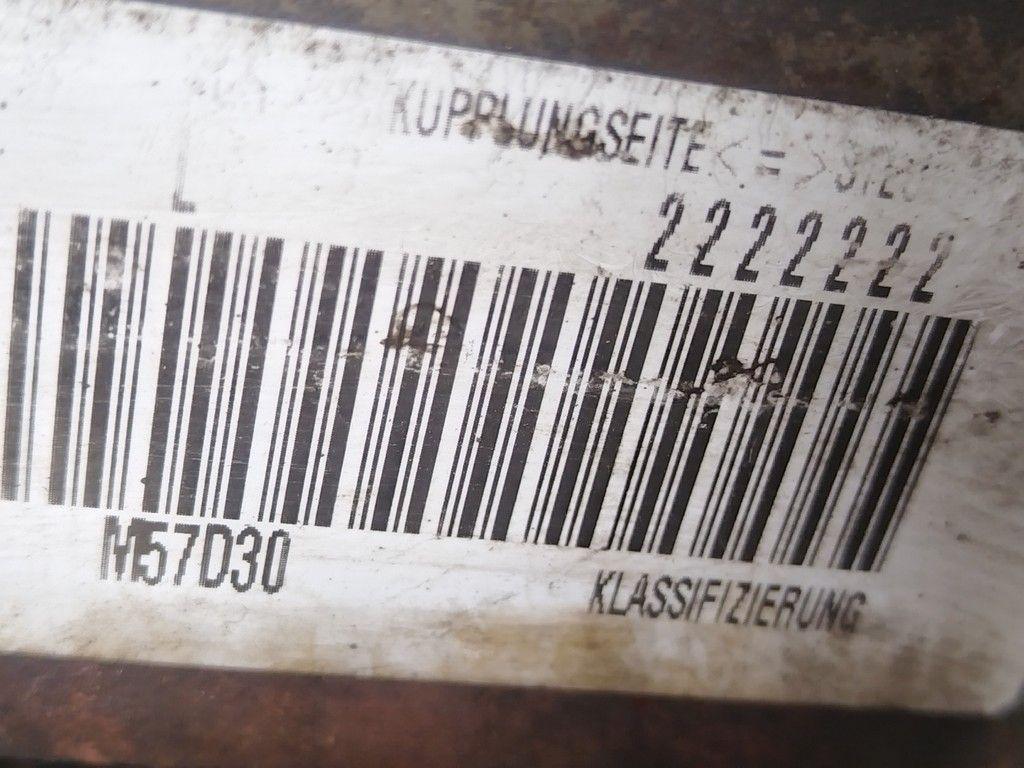 KUPPLUNGSEITE < = >
L
2222222
M57D30
KLASSIFIZIERUNG